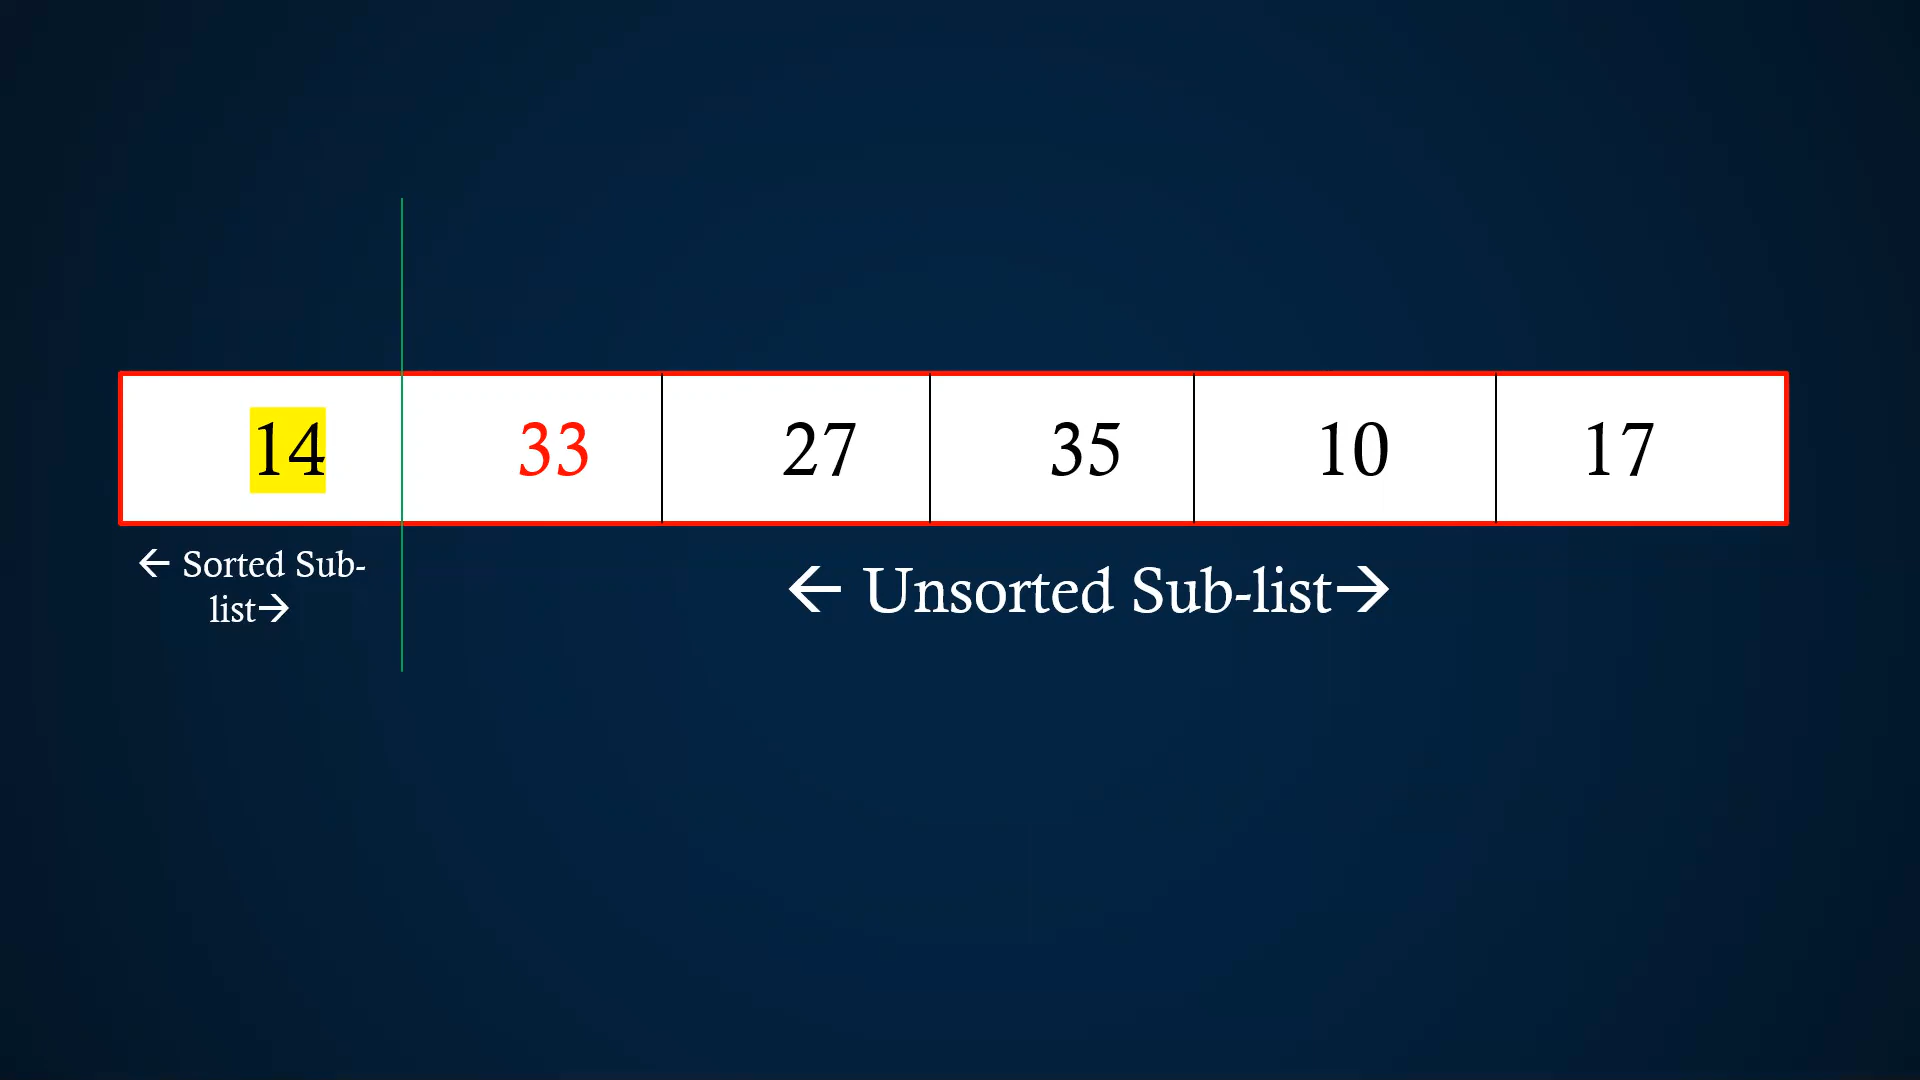 14 33 27 35 10 17
← Sorted Sub-
list→
← Unsorted Sub-list→